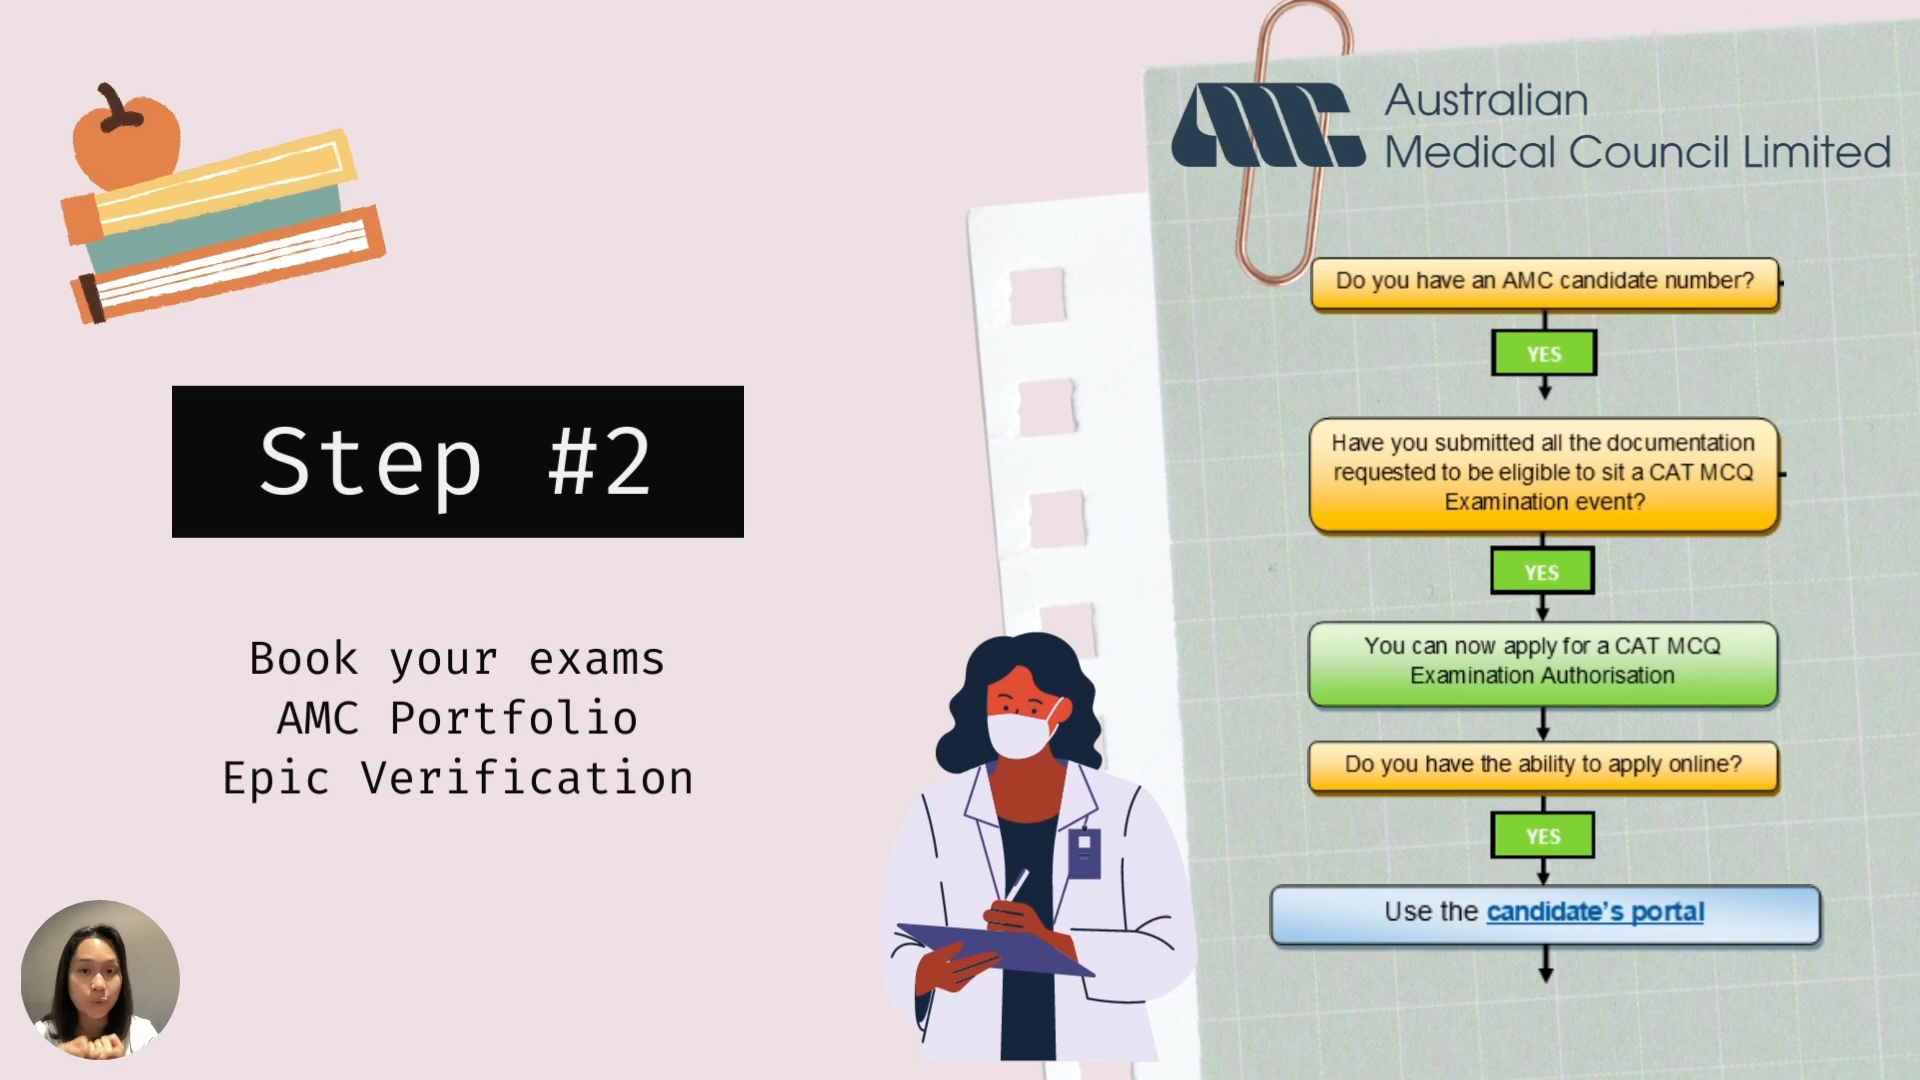 Step #2
Book your exams
AMC Portfolio
Epic Verification
AMC
Australian
Medical Council Limited
Do you have an AMC candidate number?
YES
Have you submitted all the documentation
requested to be eligible to sit a CAT MCQ
Examination event?
YES
You can now apply for a CAT MCQ
Examination Authorisation
Do you have the ability to apply online?
YES
Use the candidate's portal